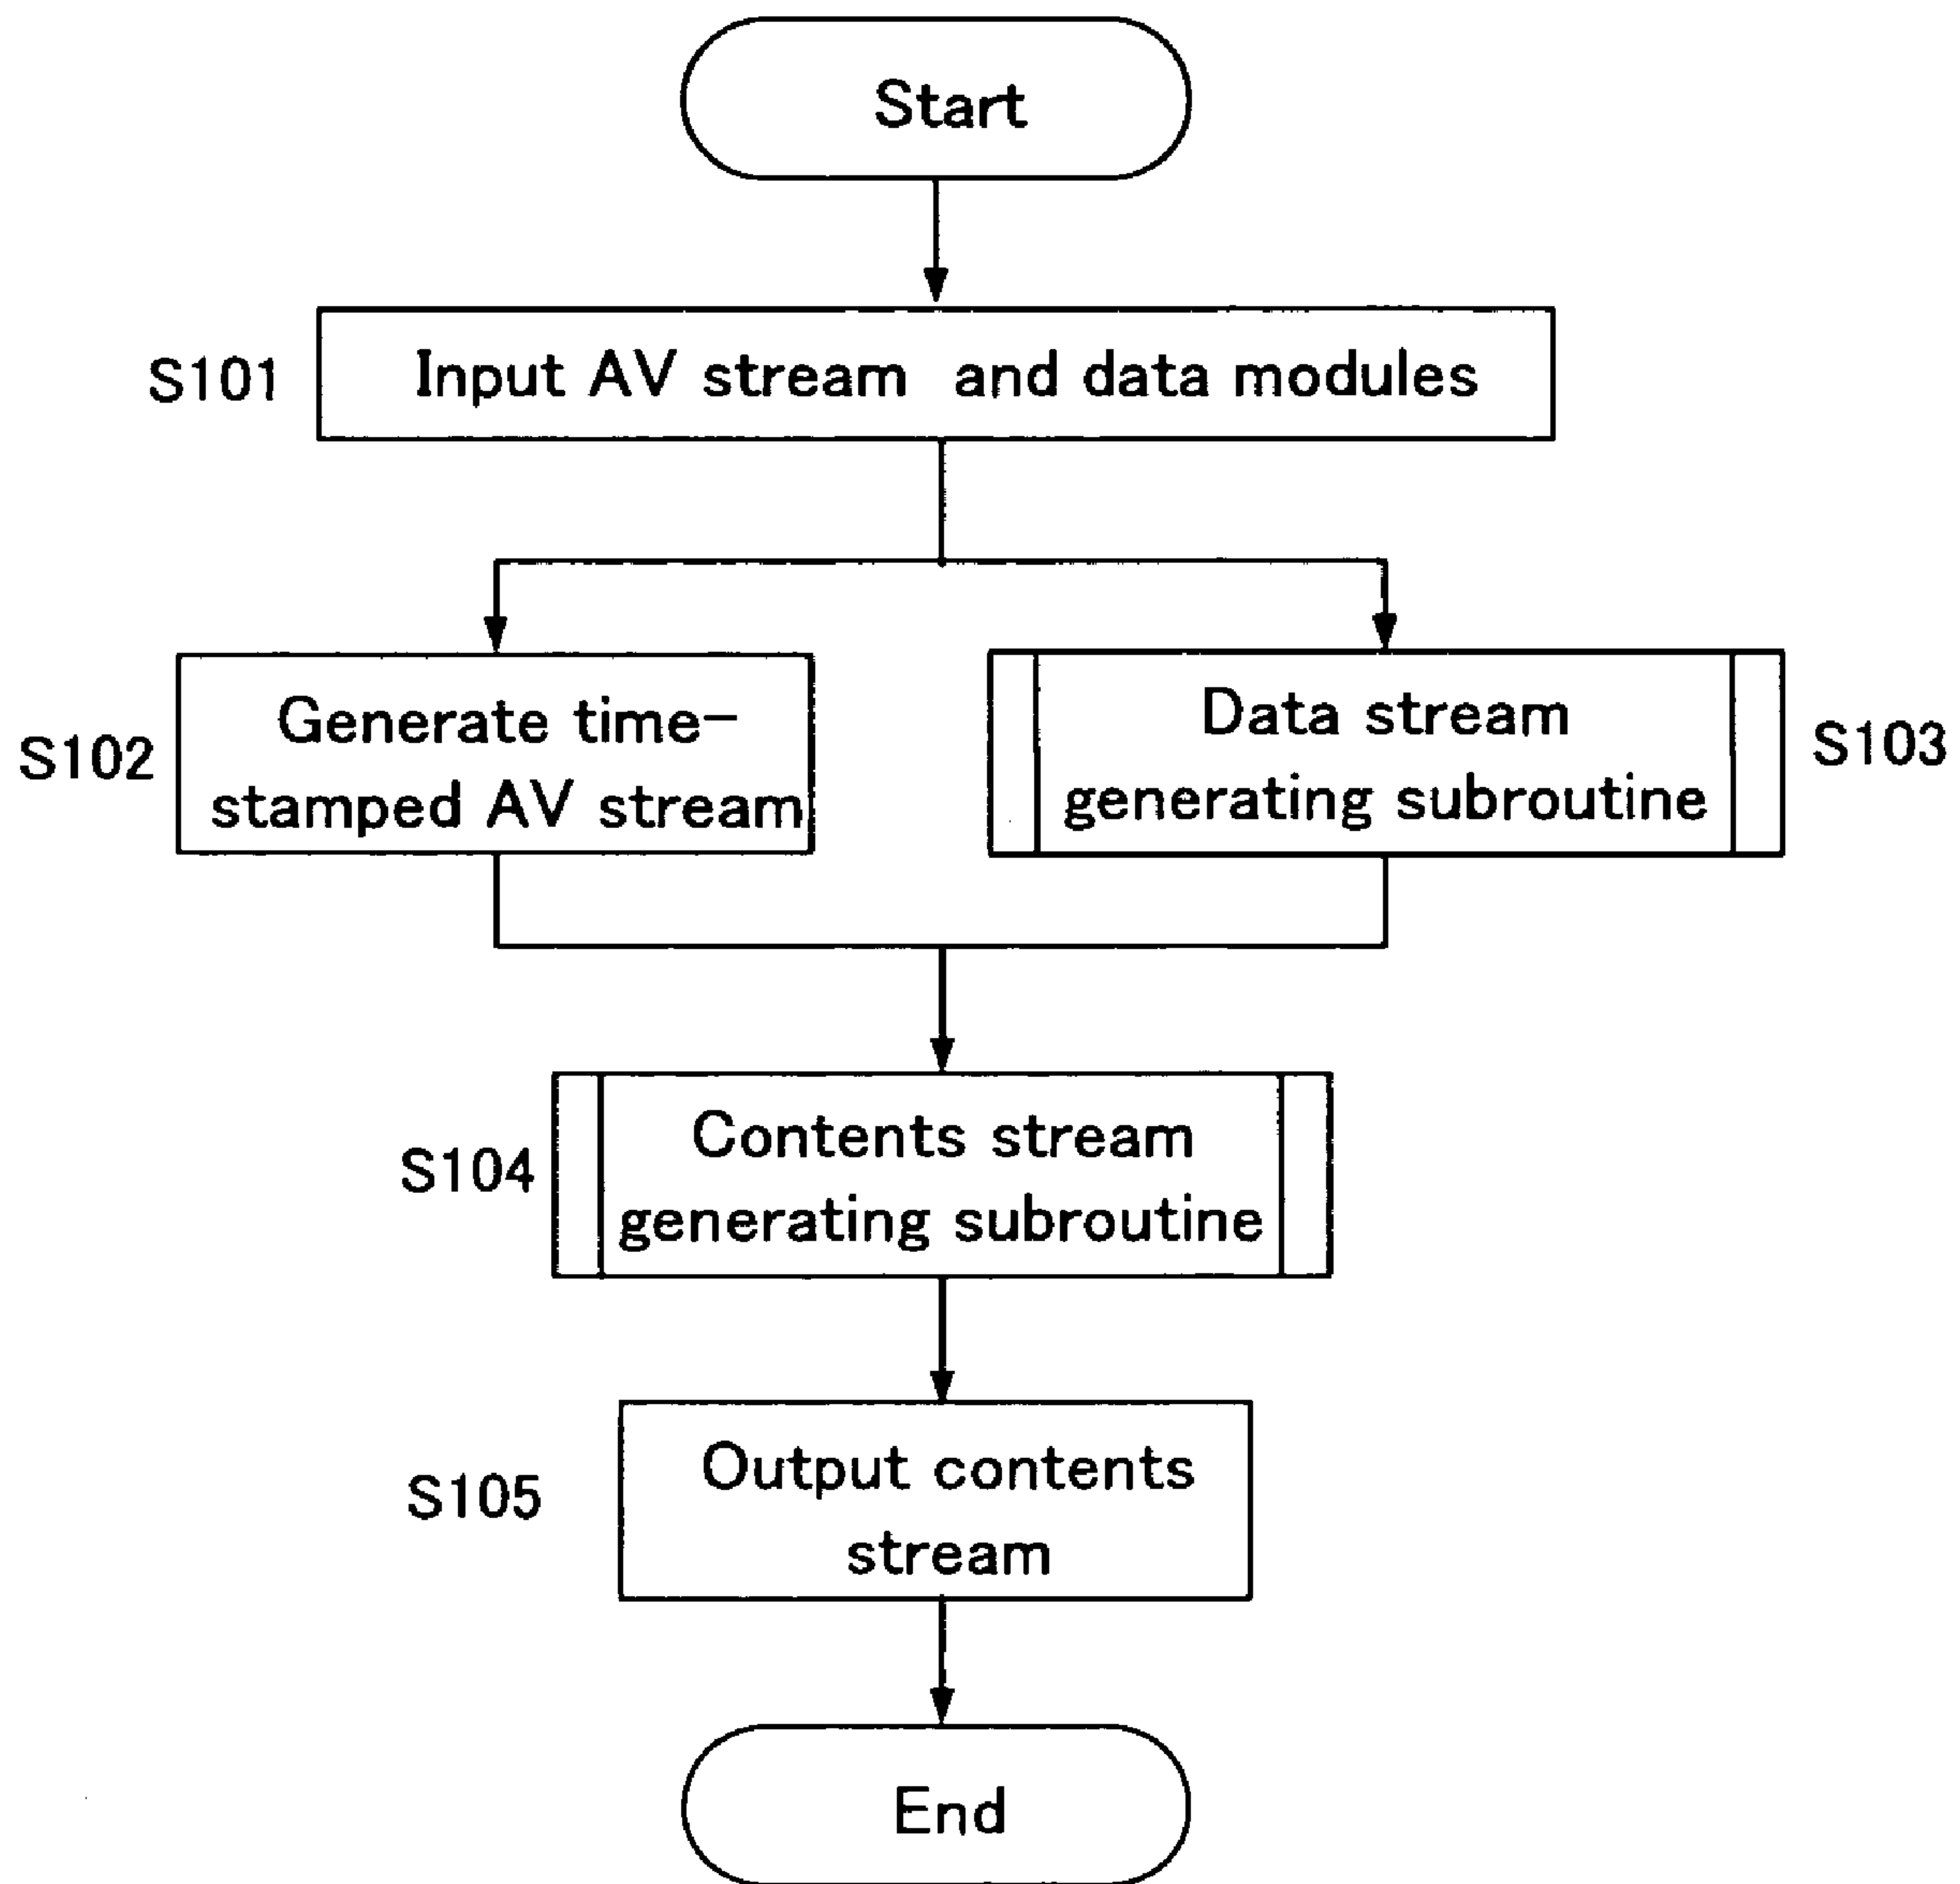 Start
S101
Input AV stream and data modules
S102
Generate time-
stamped AV stream
Data stream
generating subroutine
S103
S104
Contents stream
generating subroutine
S105
Output contents
stream
End